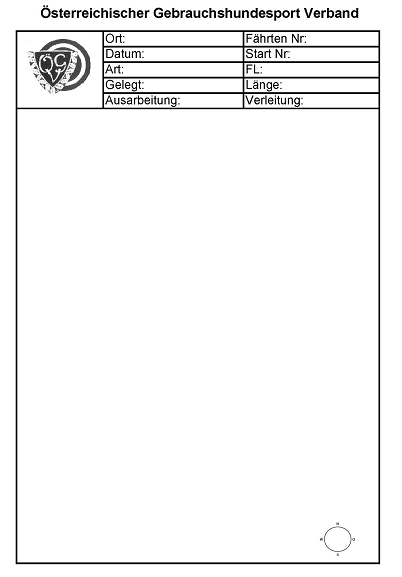 Österreichischer Gebrauchshundesport Verband
Ort: Fährten Nr:
Datum: Start Nr:
Art: FL:
Gelegt: Länge:
Ausarbeitung: Verleitung:
N
W O
S